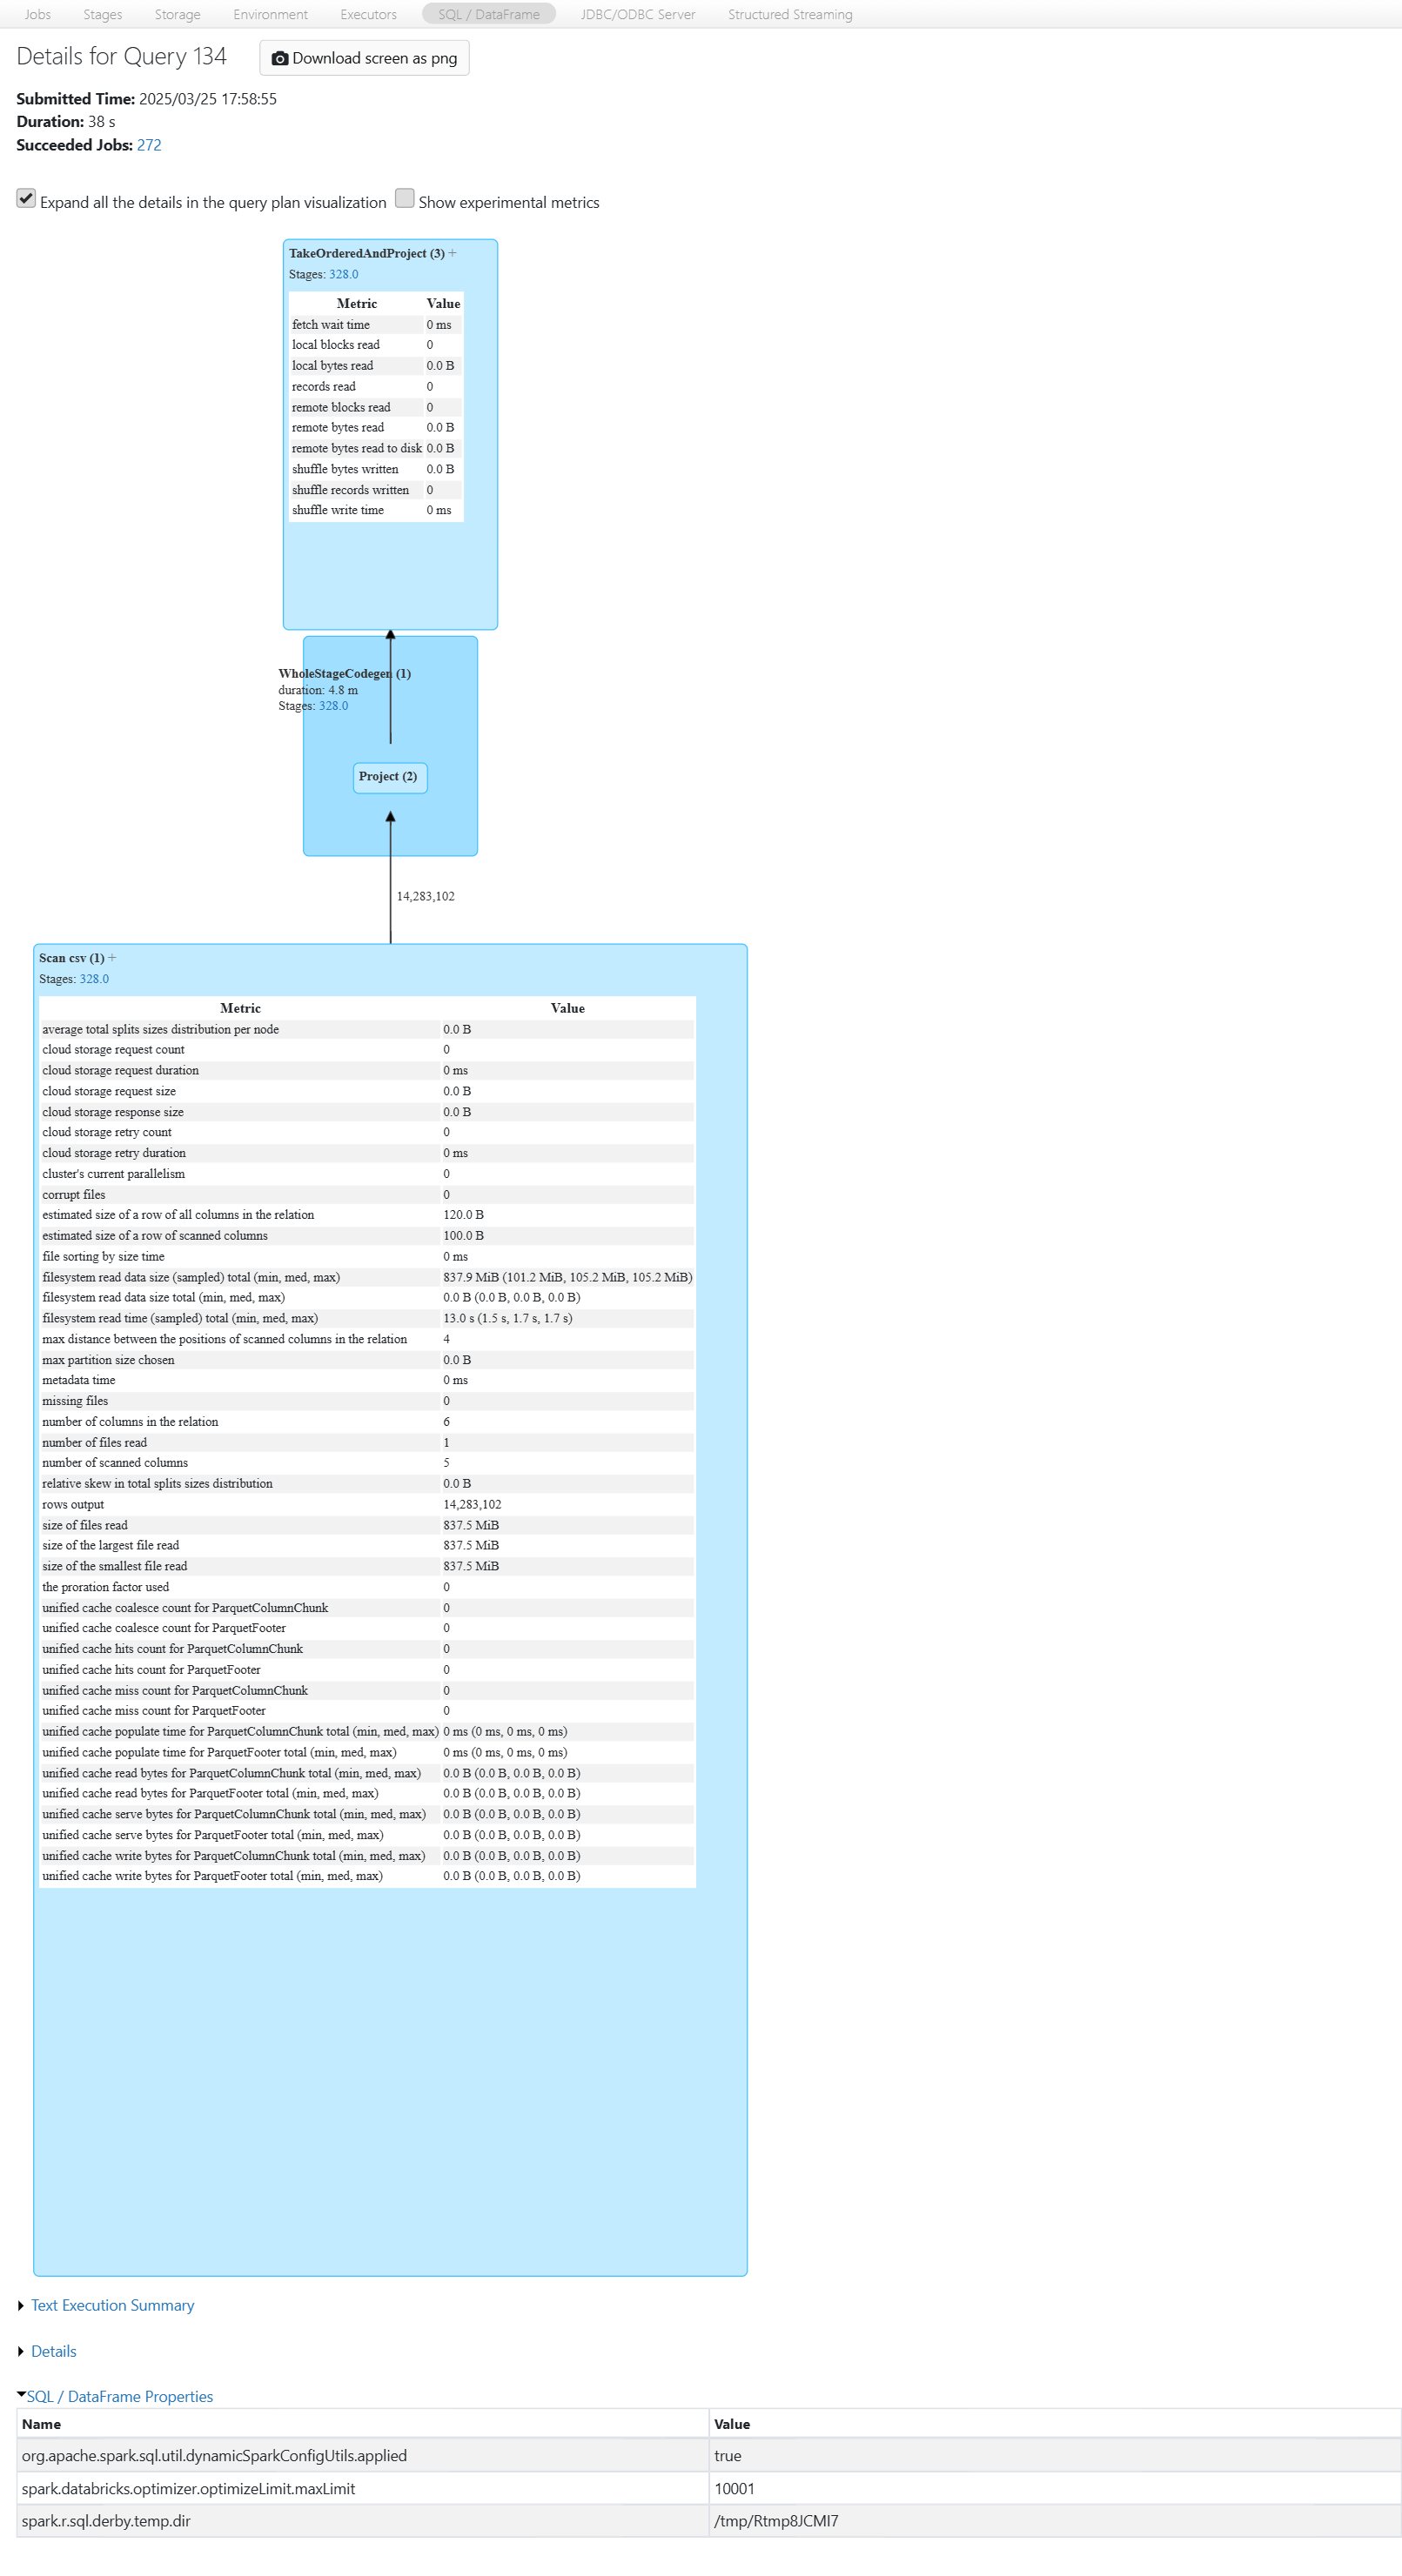 Jobs Stages Storage Environment Executors SQL / DataFrame JDBC/ODBC Server Structured Streaming
Details for Query 134 Download screen as png
Submitted Time: 2025/03/25 17:58:55
Duration: 38 s
Succeeded Jobs: 272
Expand all the details in the query plan visualization Show experimental metrics
TakeOrderedAndProject (3) +
Stages: 328.0
Metric Value
fetch wait time 0 ms
local blocks read 0
local bytes read 0.0 B
records read 0
remote blocks read 0
remote bytes read 0.0 B
remote bytes read to disk 0.0 B
shuffle bytes written 0.0 B
shuffle records written 0
shuffle write time 0 ms
WholeStageCodegen (1)
duration: 4.8 m
Stages: 328.0
Project (2)
14,283,102
Scan csv (1) +
Stages: 328.0
Metric Value
average total splits sizes distribution per node 0.0 B
cloud storage request count 0
cloud storage request duration 0 ms
cloud storage request size 0.0 B
cloud storage response size 0.0 B
cloud storage retry count 0
cloud storage retry duration 0 ms
cluster's current parallelism 0
corrupt files 0
estimated size of a row of all columns in the relation 120.0 B
estimated size of a row of scanned columns 100.0 B
file sorting by size time 0 ms
filesystem read data size (sampled) total (min, med, max) 837.9 MiB (101.2 MiB, 105.2 MiB, 105.2 MiB)
filesystem read data size total (min, med, max) 0.0 B (0.0 B, 0.0 B, 0.0 B)
filesystem read time (sampled) total (min, med, max) 13.0 s (1.5 s, 1.7 s, 1.7 s)
max distance between the positions of scanned columns in the relation 4
max partition size chosen 0.0 B
metadata time 0 ms
missing files 0
number of columns in the relation 6
number of files read 1
number of scanned columns 5
relative skew in total splits sizes distribution 0.0 B
rows output 14,283,102
size of files read 837.5 MiB
size of the largest file read 837.5 MiB
size of the smallest file read 837.5 MiB
the proration factor used 0
unified cache coalesce count for ParquetColumnChunk 0
unified cache coalesce count for ParquetFooter 0
unified cache hits count for ParquetColumnChunk 0
unified cache hits count for ParquetFooter 0
unified cache miss count for ParquetColumnChunk 0
unified cache miss count for ParquetFooter 0
unified cache populate time for ParquetColumnChunk total (min, med, max) 0 ms (0 ms, 0 ms, 0 ms)
unified cache populate time for ParquetFooter total (min, med, max) 0 ms (0 ms, 0 ms, 0 ms)
unified cache read bytes for ParquetColumnChunk total (min, med, max) 0.0 B (0.0 B, 0.0 B, 0.0 B)
unified cache read bytes for ParquetFooter total (min, med, max) 0.0 B (0.0 B, 0.0 B, 0.0 B)
unified cache serve bytes for ParquetColumnChunk total (min, med, max) 0.0 B (0.0 B, 0.0 B, 0.0 B)
unified cache serve bytes for ParquetFooter total (min, med, max) 0.0 B (0.0 B, 0.0 B, 0.0 B)
unified cache write bytes for ParquetColumnChunk total (min, med, max) 0.0 B (0.0 B, 0.0 B, 0.0 B)
unified cache write bytes for ParquetFooter total (min, med, max) 0.0 B (0.0 B, 0.0 B, 0.0 B)
Text Execution Summary
Details
SQL / DataFrame Properties
Name Value
org.apache.spark.sql.util.dynamicSparkConfigUtils.applied true
spark.databricks.optimizer.optimizeLimit.maxLimit 10001
spark.r.sql.derby.temp.dir /tmp/Rtmp8JCMI7